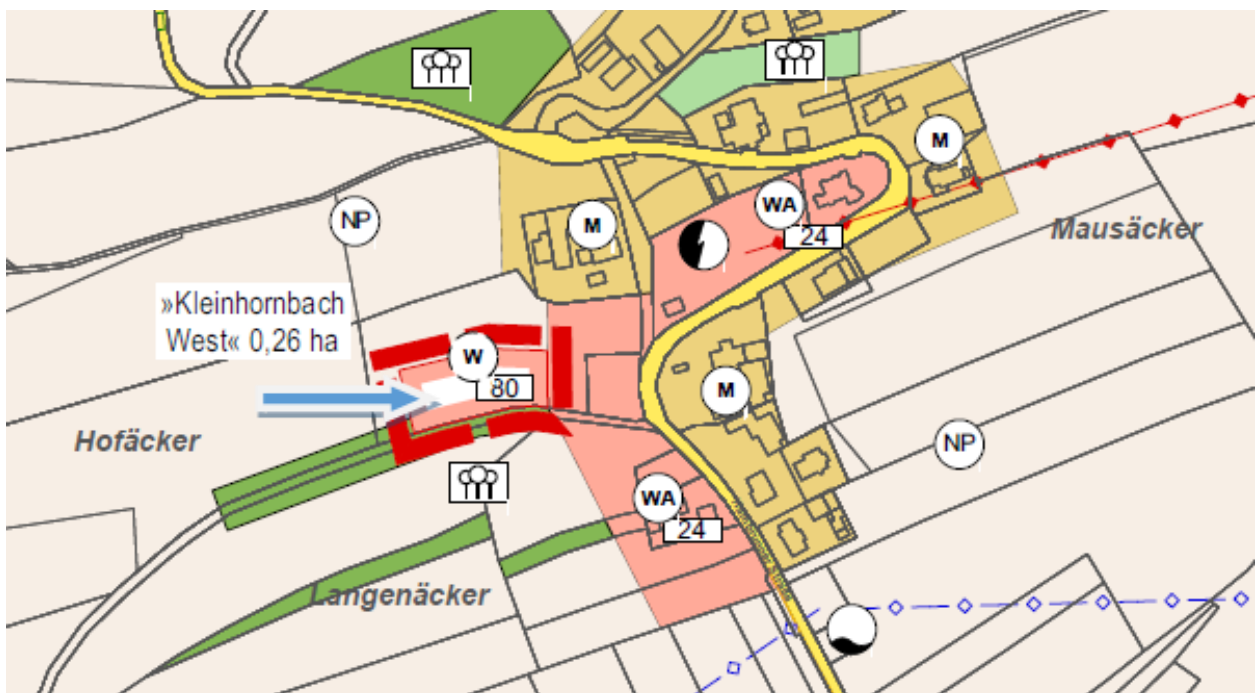 M
WA
NP
M
24
Mausäcker
»Kleinhornbach
West« 0,26 ha
W
80
M
Hofäcker
NP
WA
24
Langenäcker